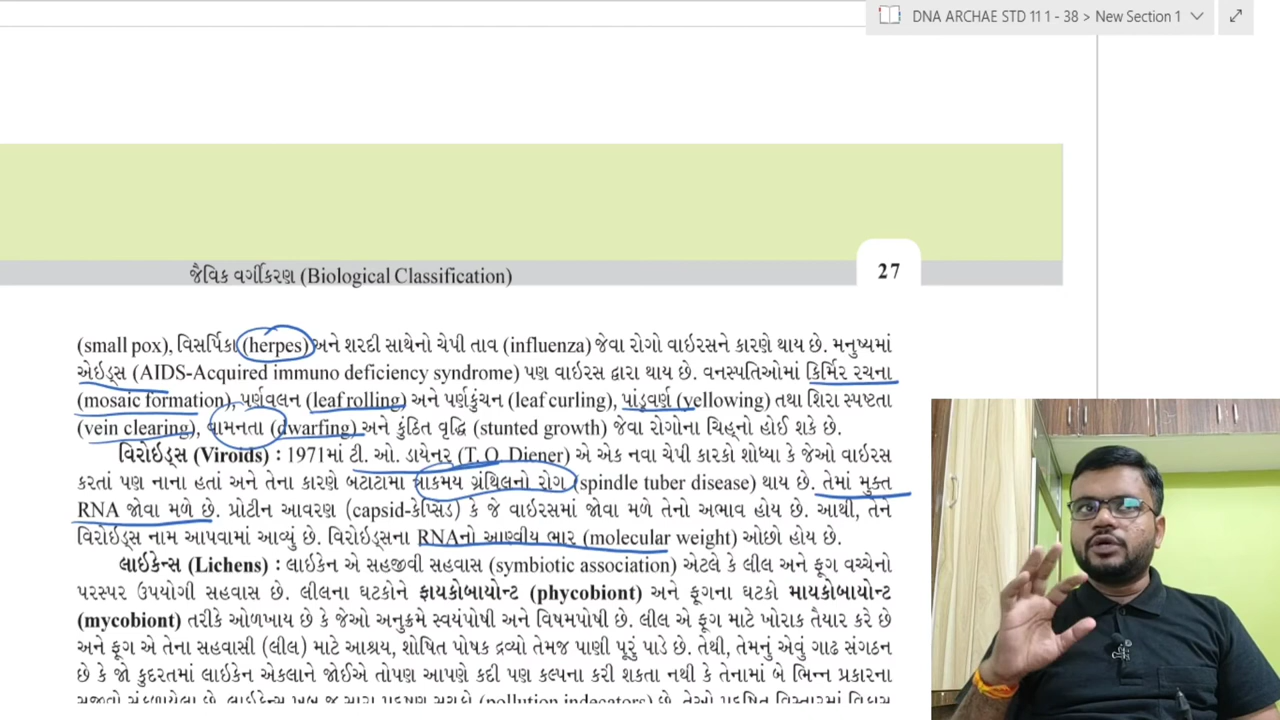 DNA ARCHAE STD 11 1 - 38 > New Section 1
જૈવિક વર્ગીકરણ (Biological Classification)
27
(small pox), વિસર્પિકા (herpes) અને શરદી સાથેનો ચેપી તાવ (influenza) જેવા રોગો વાઇરસને કારણે થાય છે. મનુષ્યમાં
એઇડ્સ (AIDS-Acquired immuno deficiency syndrome) પણ વાઇરસ દ્વારા થાય છે. વનસ્પતિઓમાં કિર્મિર રચના
(mosaic formation), પર્ણવલન (leaf rolling) અને પર્ણકુંચન (leaf curling), પાંડુવર્ણ (yellowing) તથા શિરા સ્પષ્ટતા
(vein clearing), વામનતા (dwarfing) અને કુંઠિત વૃદ્ધિ (stunted growth) જેવા રોગોના ચિહ્નો હોઈ શકે છે.
વિરોઇડ્સ (Viroids) : 1971માં ટી. ઓ. ડાયેનર (T. O. Diener) એ એક નવા ચેપી કારકો શોધ્યા કે જેઓ વાઇરસ
કરતાં પણ નાના હતાં અને તેના કારણે બટાટામાં ત્રાકમય ગ્રંથિલનો રોગ (spindle tuber disease) થાય છે. તેમાં મુક્ત
RNA જોવા મળે છે. પ્રોટીન આવરણ (capsid-કેપ્સિડ) કે જે વાઇરસમાં જોવા મળે તેનો અભાવ હોય છે. આથી, તેને
વિરોઇડ્સ નામ આપવામાં આવ્યું છે. વિરોઇડ્સના RNAનો આણ્વીય ભાર (molecular weight) ઓછો હોય છે.
લાઇકેન્સ (Lichens) : લાઇકેન એ સહજીવી સહવાસ (symbiotic association) એટલે કે લીલ અને ફૂગ વચ્ચેનો
પરસ્પર ઉપયોગી સહવાસ છે. લીલના ઘટકોને ફાયકોબાયોન્ટ (phycobiont) અને ફૂગના ઘટકો માયકોબાયોન્ટ
(mycobiont) તરીકે ઓળખાય છે કે જેઓ અનુક્રમે સ્વયંપોષી અને વિષમપોષી છે. લીલ એ ફૂગ માટે ખોરાક તૈયાર કરે છે
અને ફૂગ એ તેના સહવાસી (લીલ) માટે આશ્રય, શોષિત પોષક દ્રવ્યો તેમજ પાણી પૂરું પાડે છે. તેથી, તેમનું એવું ગાઢ સંગઠન
છે કે જો કુદરતમાં લાઇકેન એકલાને જોઈએ તોપણ આપણે કદી પણ કલ્પના કરી શકતા નથી કે તેનામાં બે ભિન્ન પ્રકારના